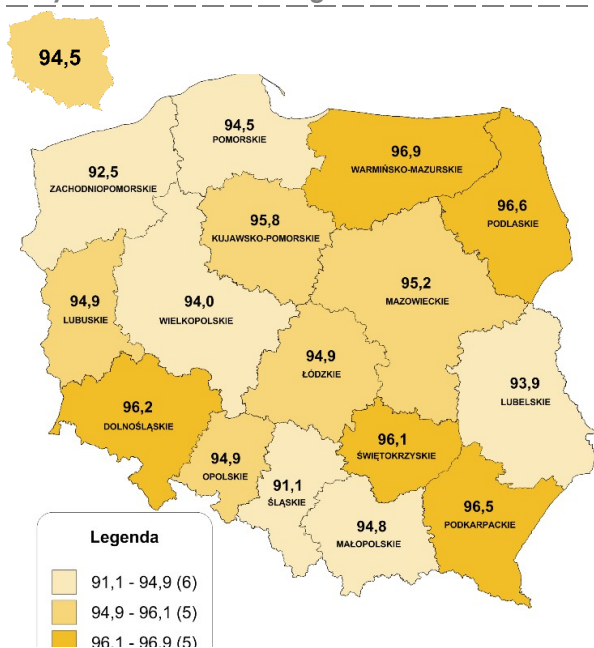 94,5
94,5
POMORSKIE
92,5
ZACHODNIOPOMORSKIE
96,9
WARMIŃSKO-MAZURSKIE
96,6
PODLASKIE
95,8
KUJAWSKO-POMORSKIE
95,2
MAZOWIECKIE
94,9
LUBUSKIE
94,0
WIELKOPOLSKIE
94,9
ŁÓDZKIE
93,9
LUBELSKIE
96,2
DOLNOŚLĄSKIE
94,9
OPOLSKIE
91,1
ŚLĄSKIE
96,1
ŚWIĘTOKRZYSKIE
96,5
PODKARPACKIE
94,8
MAŁOPOLSKIE
Legenda
91,1 - 94,9 (6)
94,9 - 96,1 (5)
96,1 - 96,9 (5)